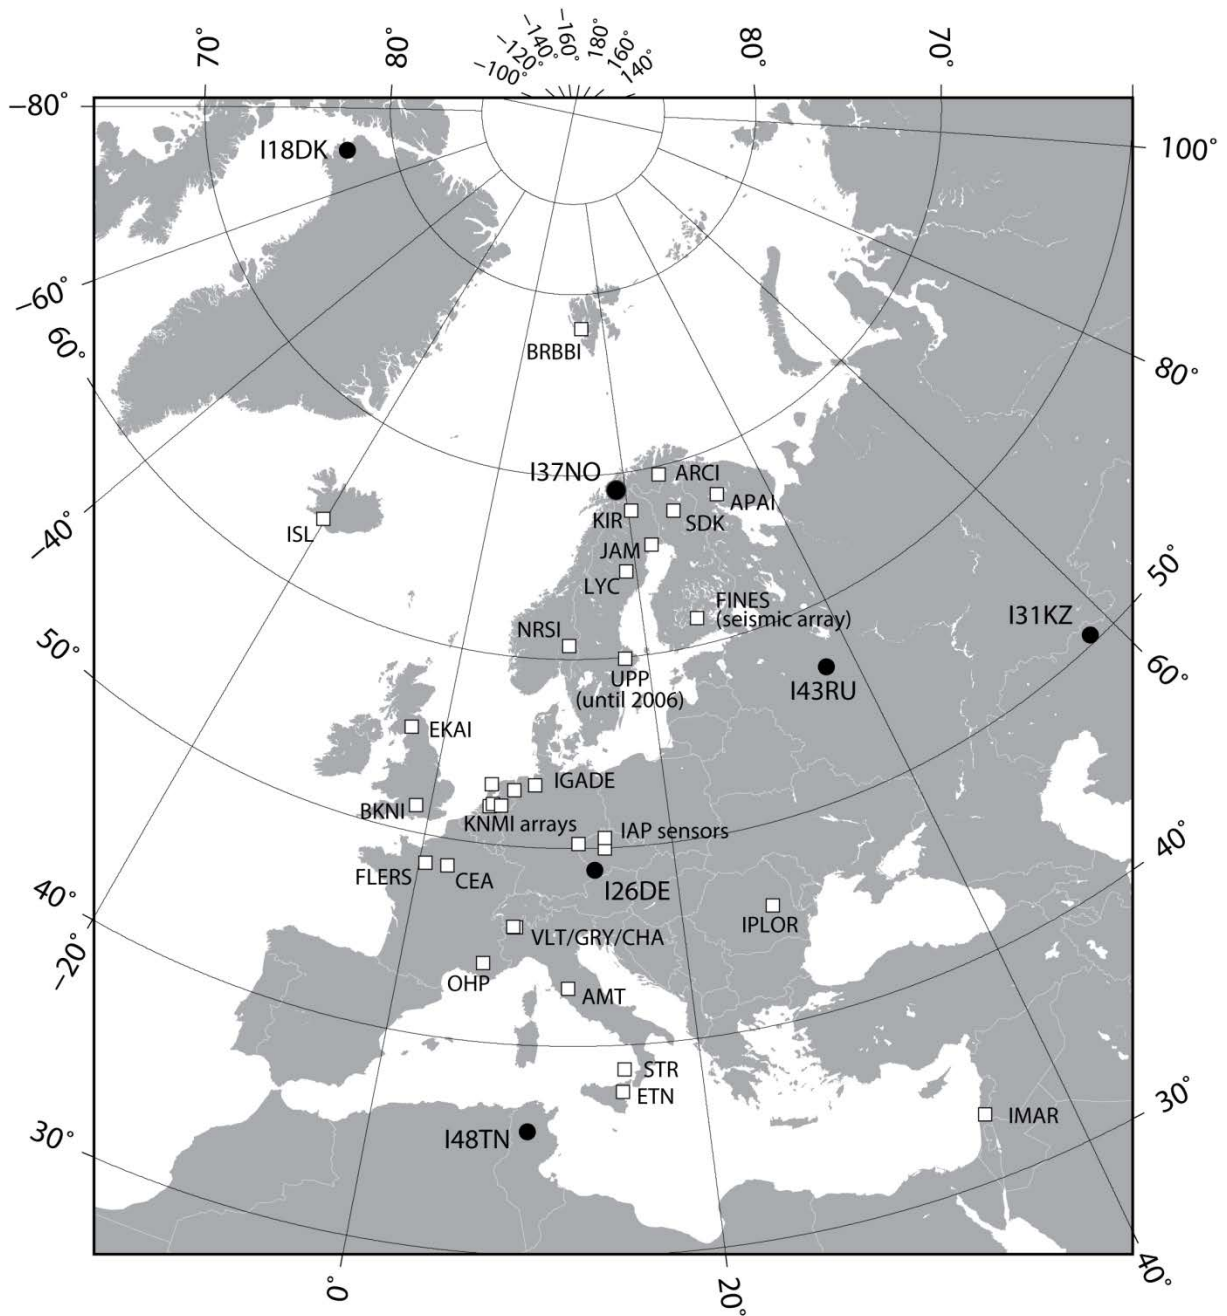 70°
80°
−100°
−120°
−140°
−160°
180°
160°
140°
80°
70°
−80°
100°
I18DK
−60°
60°
80°
BRBBI
I37NO
ARCI
APAI
KIR
SDK
ISL
JAM
LYC
−40°
50°
FINES
(seismic array)
I31KZ
NRSI
60°
50°
UPP
(until 2006)
I43RU
EKAI
IGADE
BKNI
KNMI arrays
IAP sensors
40°
FLERS
CEA
I26DE
40°
IPLOR
VLT/GRY/CHA
−20°
OHP
AMT
STR
30°
ETN
IMAR
30°
I48TN
40°
0°
20°